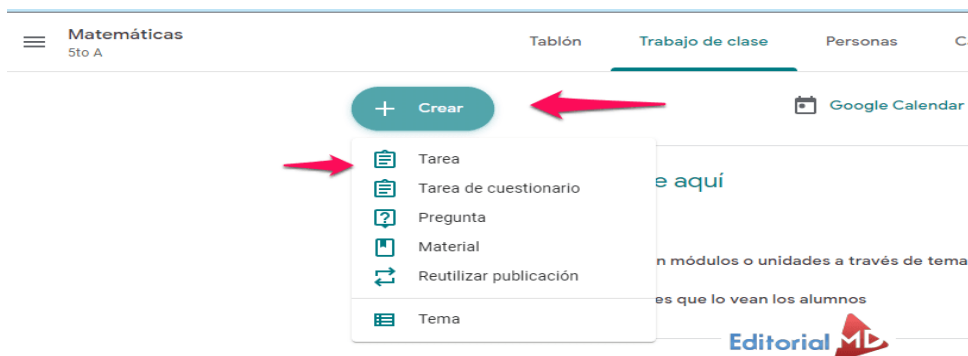 Matemáticas
5to A
Tablón
Trabajo de clase
Personas
C
+ Crear
Google Calendar
Tarea
Tarea de cuestionario
Pregunta
Material
Reutilizar publicación
Tema
e aquí
n módulos o unidades a través de tema
es que lo vean los alumnos
Editorial MD